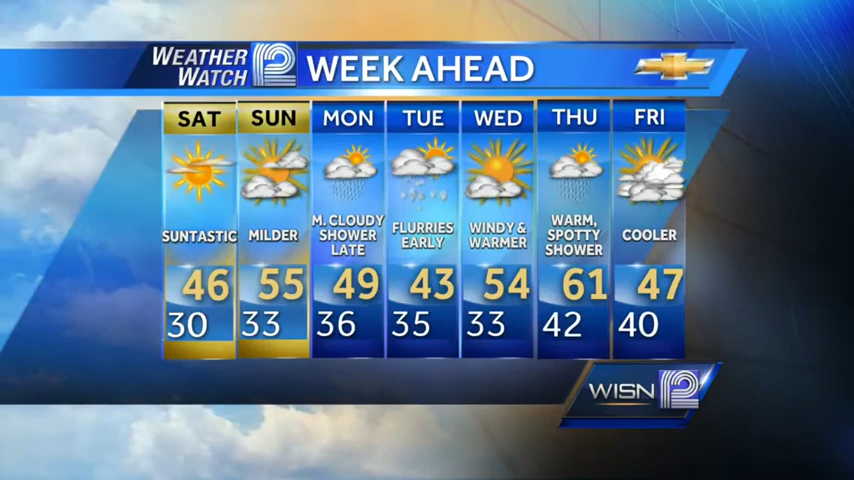 WEATHER
WATCH 12
WEEK AHEAD
SAT SUN MON TUE WED THU FRI
SUNTASTIC
MILDER
M. CLOUDY
SHOWER
LATE
FLURRIES
EARLY
WINDY &
WARMER
WARM,
SPOTTY
SHOWER
COOLER
46 55 49 43 54 61 47
30 33 36 35 33 42 40
WISN 12